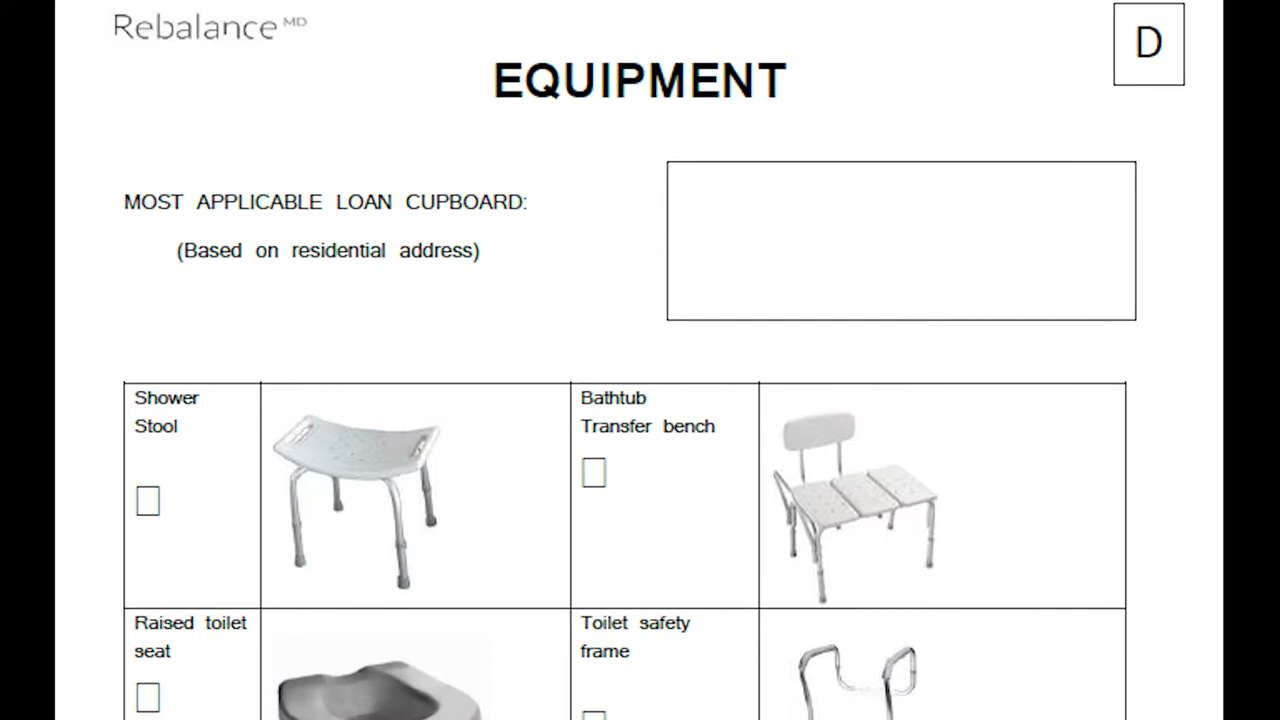 Rebalance MD
D
EQUIPMENT
MOST APPLICABLE LOAN CUPBOARD:
(Based on residential address)
Shower
Stool
Bathtub
Transfer bench
Raised toilet
seat
Toilet safety
frame